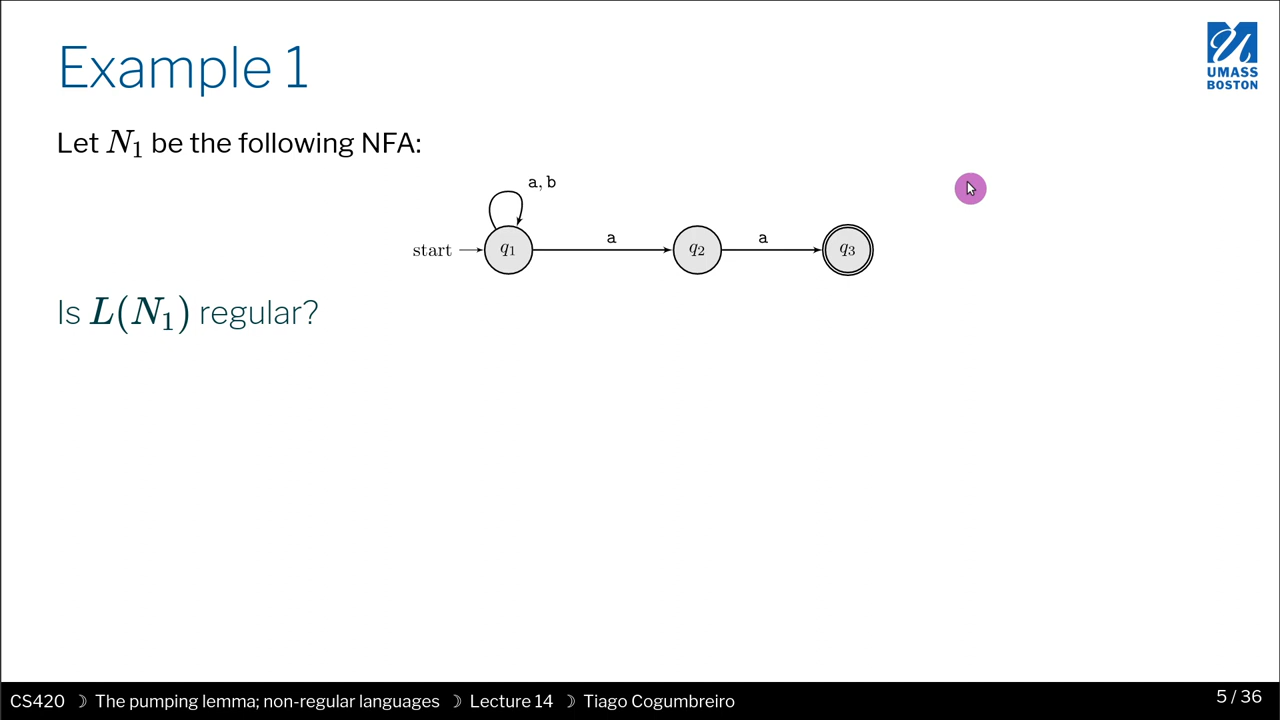 Example 1
UMASS
BOSTON
Let N₁ be the following NFA:
a, b
start q₁ a q₂ a q₃
Is L(N₁) regular?
CS420 ☽ The pumping lemma; non-regular languages ☽ Lecture 14 ☽ Tiago Cogumbreiro 5 / 36